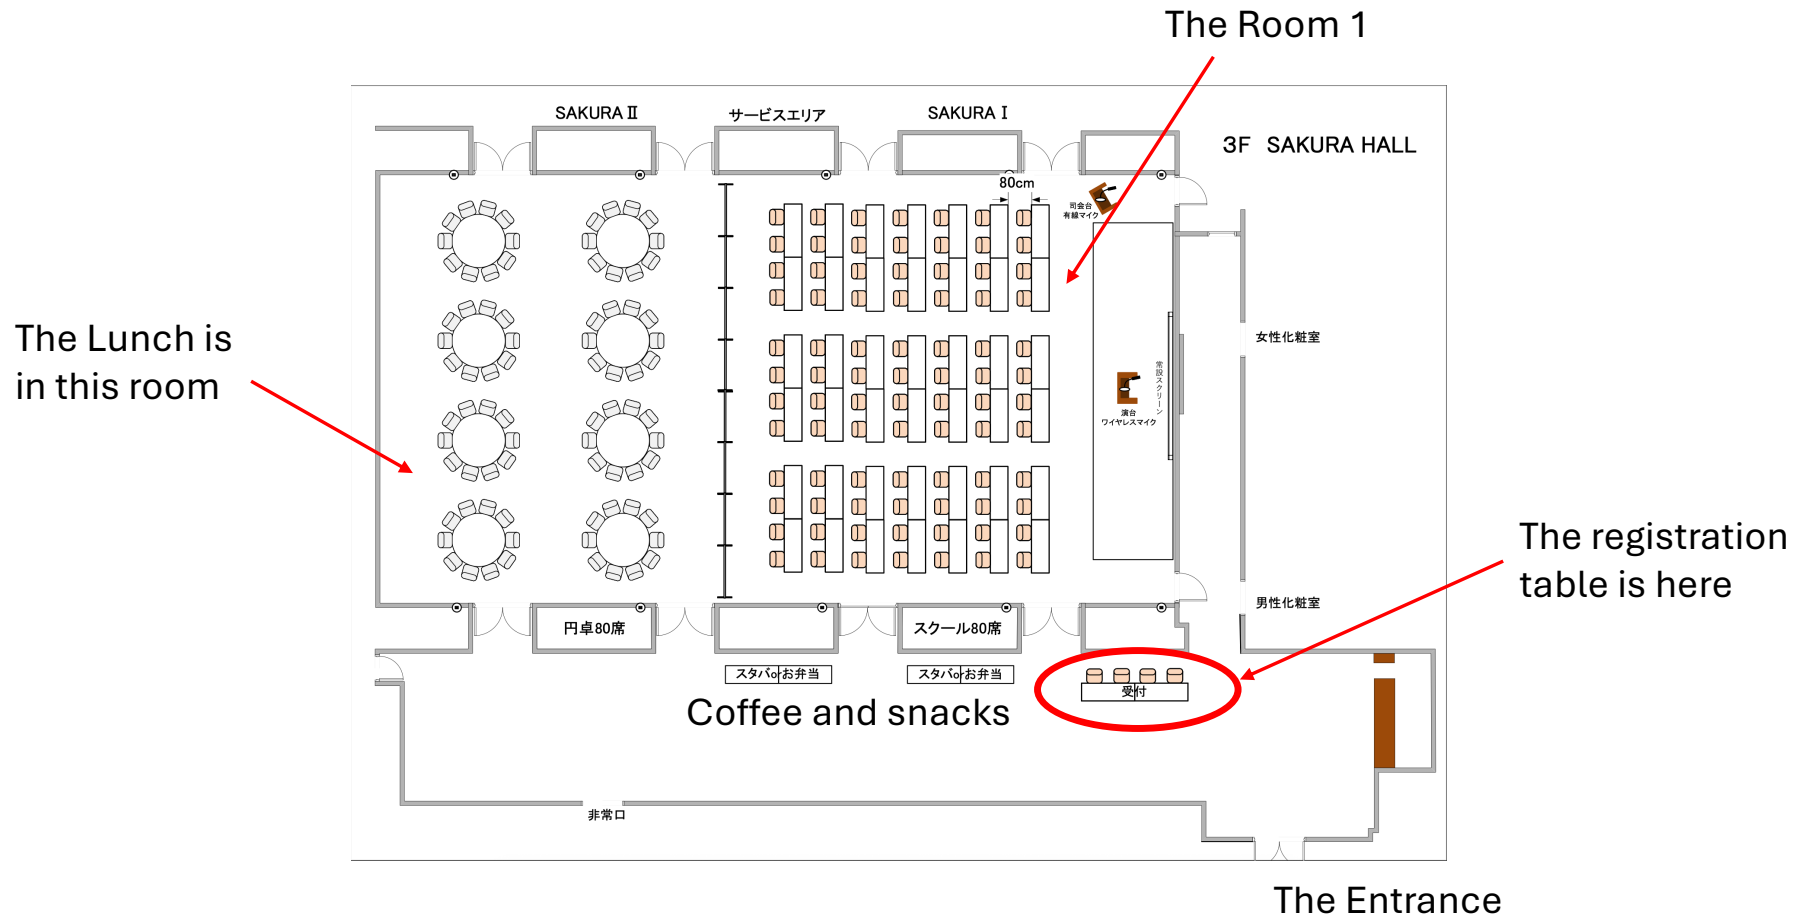 The Room 1
SAKURA Ⅱ
サービスエリア
SAKURA Ⅰ
3F SAKURA HALL
80cm
司会台
有線マイク
The Lunch is
in this room
女性化粧室
常設スクリーン
演台
ワイヤレスマイク
The registration
table is here
男性化粧室
円卓80席
スクール80席
スタバorお弁当
スタバorお弁当
受付
Coffee and snacks
非常口
The Entrance